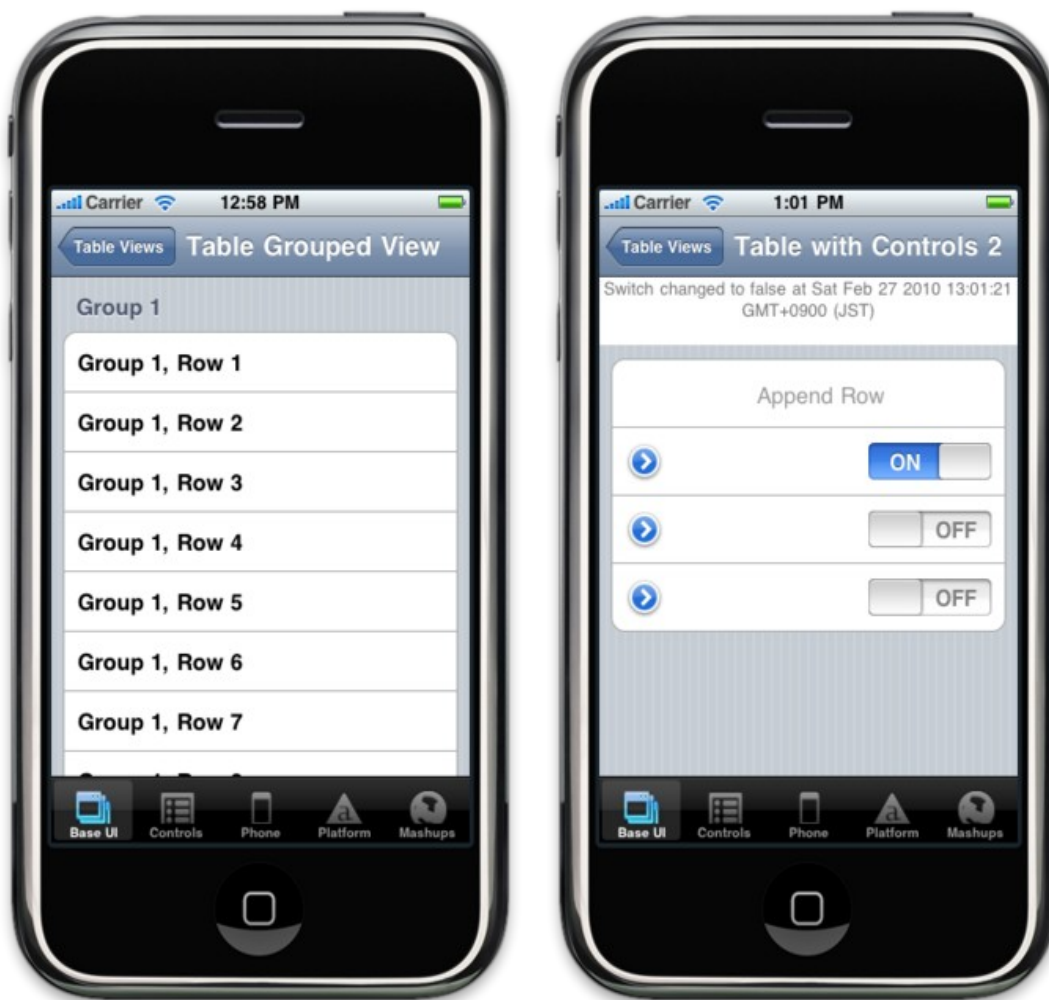 Carrier 12:58 PM
Table Views Table Grouped View
Group 1
Group 1, Row 1
Group 1, Row 2
Group 1, Row 3
Group 1, Row 4
Group 1, Row 5
Group 1, Row 6
Group 1, Row 7
Base UI Controls Phone Platform Mashups
Carrier 1:01 PM
Table Views Table with Controls 2
Switch changed to false at Sat Feb 27 2010 13:01:21
GMT+0900 (JST)
Append Row
ON
OFF
OFF
Base UI Controls Phone Platform Mashups